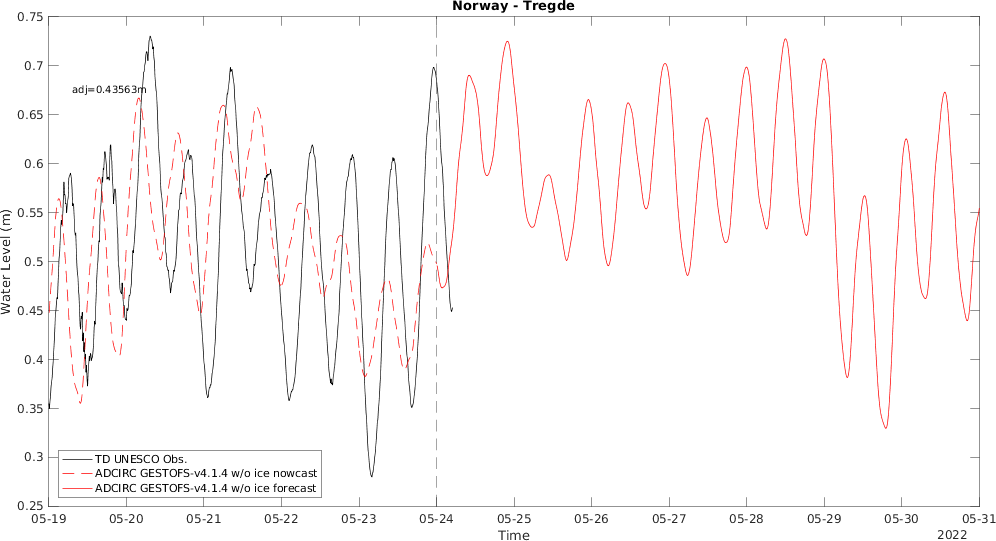 Norway - Tregde
0.75
0.7
0.65
0.6
0.55
0.5
0.45
0.4
0.35
0.3
0.25
Water Level (m)
adj=0.43563m
TD UNESCO Obs.
ADCIRC GESTOFS-v4.1.4 w/o ice nowcast
ADCIRC GESTOFS-v4.1.4 w/o ice forecast
05-19 05-20 05-21 05-22 05-23 05-24 05-25 05-26 05-27 05-28 05-29 05-30 05-31
Time
2022